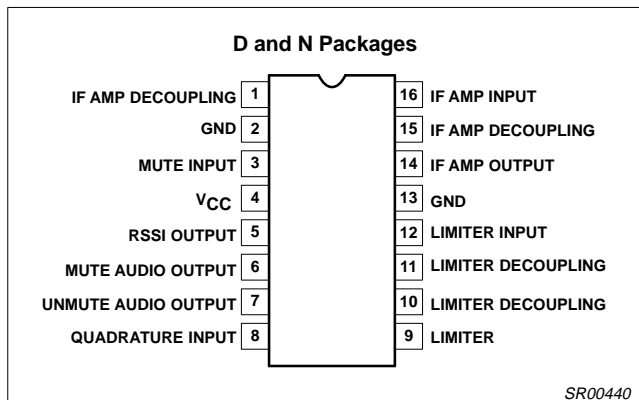 D and N Packages
IF AMP DECOUPLING 1
GND 2
MUTE INPUT 3
VCC 4
RSSI OUTPUT 5
MUTE AUDIO OUTPUT 6
UNMUTE AUDIO OUTPUT 7
QUADRATURE INPUT 8
16 IF AMP INPUT
15 IF AMP DECOUPLING
14 IF AMP OUTPUT
13 GND
12 LIMITER INPUT
11 LIMITER DECOUPLING
10 LIMITER DECOUPLING
9 LIMITER
SR00440